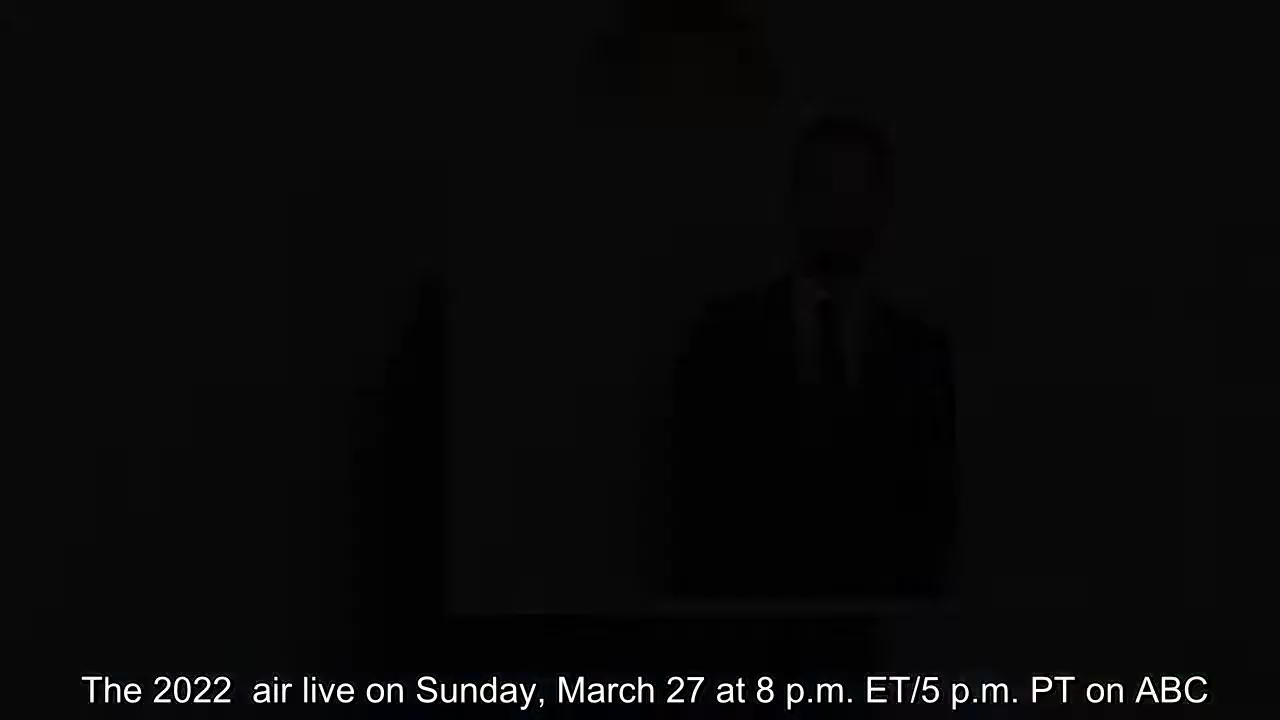 The 2022  air live on Sunday, March 27 at 8 p.m. ET/5 p.m. PT on ABC